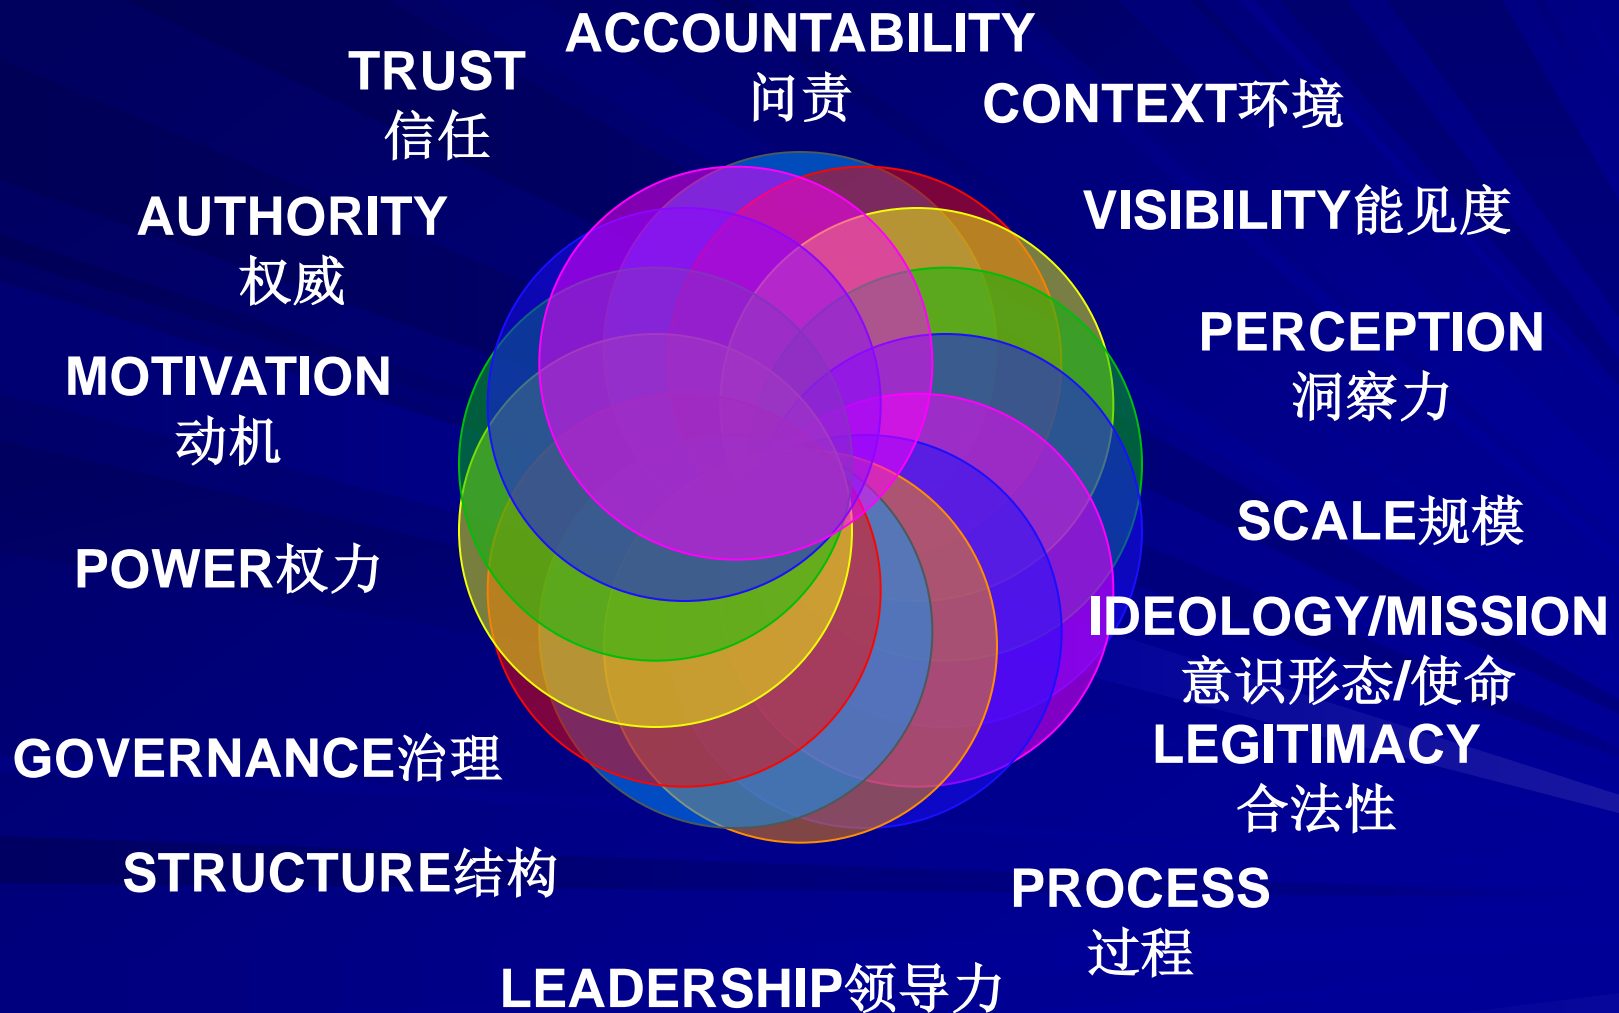 ACCOUNTABILITY
问责
TRUST
信任
CONTEXT环境
AUTHORITY
权威
VISIBILITY能见度
MOTIVATION
动机
PERCEPTION
洞察力
SCALE规模
POWER权力
IDEOLOGY/MISSION
意识形态/使命
GOVERNANCE治理
LEGITIMACY
合法性
STRUCTURE结构
PROCESS
过程
LEADERSHIP领导力